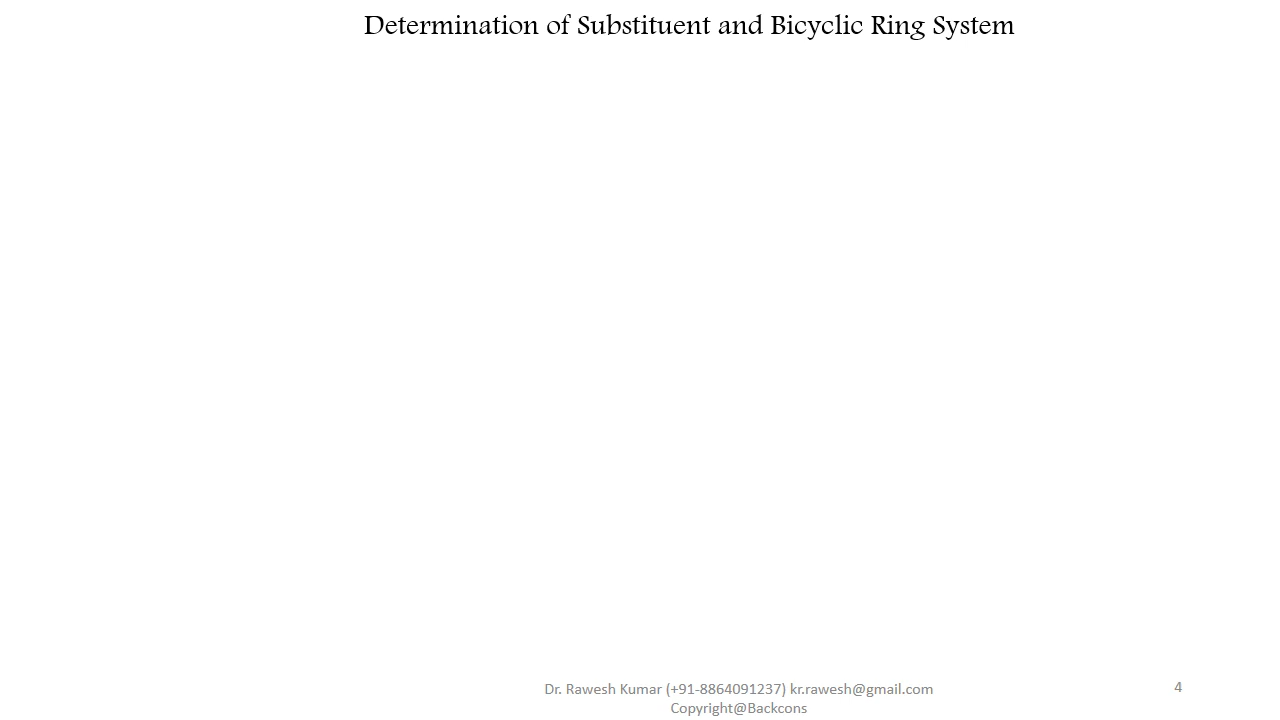 Determination of Substituent and Bicyclic Ring System
Dr. Rawesh Kumar (+91-8864091237) kr.rawesh@gmail.com
Copyright@Backcons
4